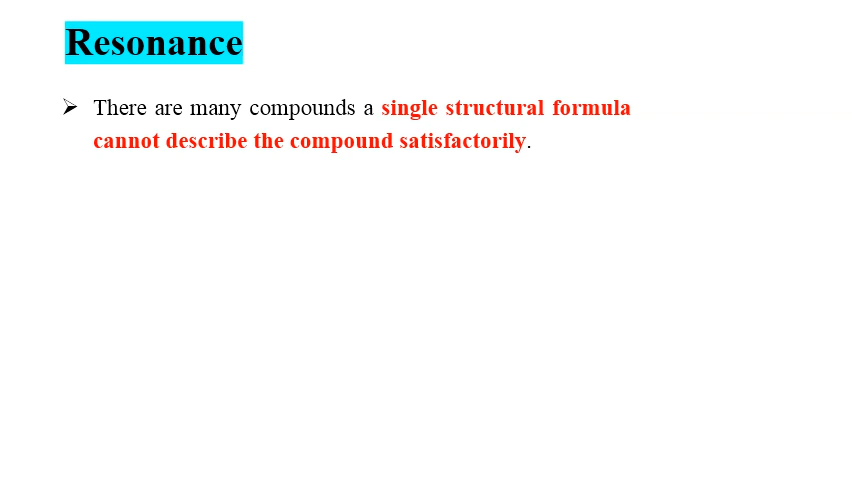 Resonance
There are many compounds a single structural formula
cannot describe the compound satisfactorily.